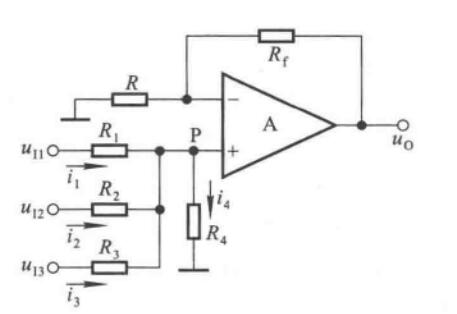 R_f
R
− A
u_O
u_{I1} R_1 P +
i_1
i_4
R_2
u_{I2}
R_4
i_2
R_3
u_{I3}
i_3